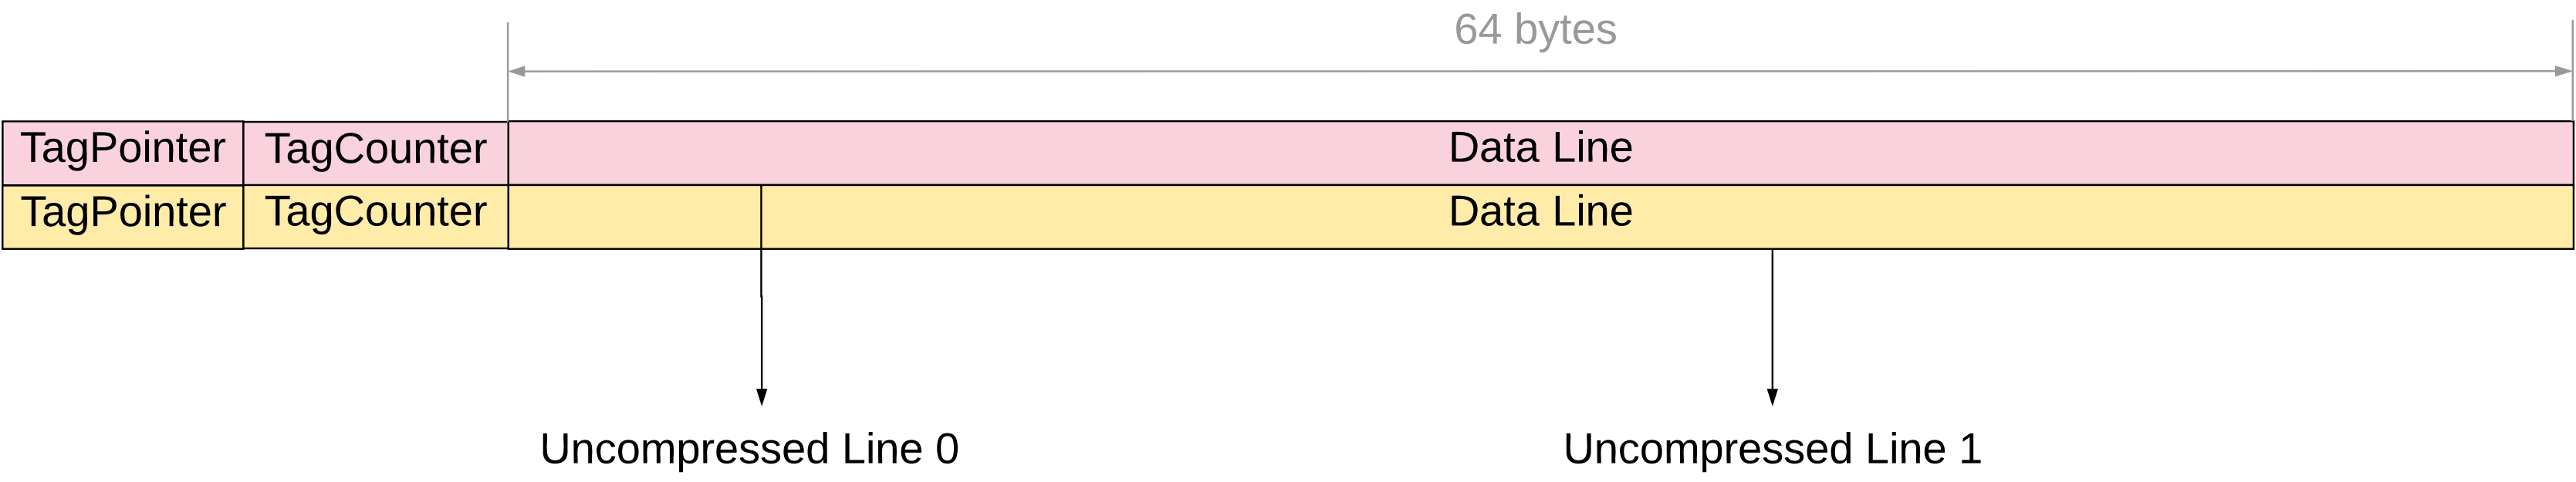 64 bytes
TagPointer TagCounter Data Line
TagPointer TagCounter Data Line
Uncompressed Line 0 Uncompressed Line 1